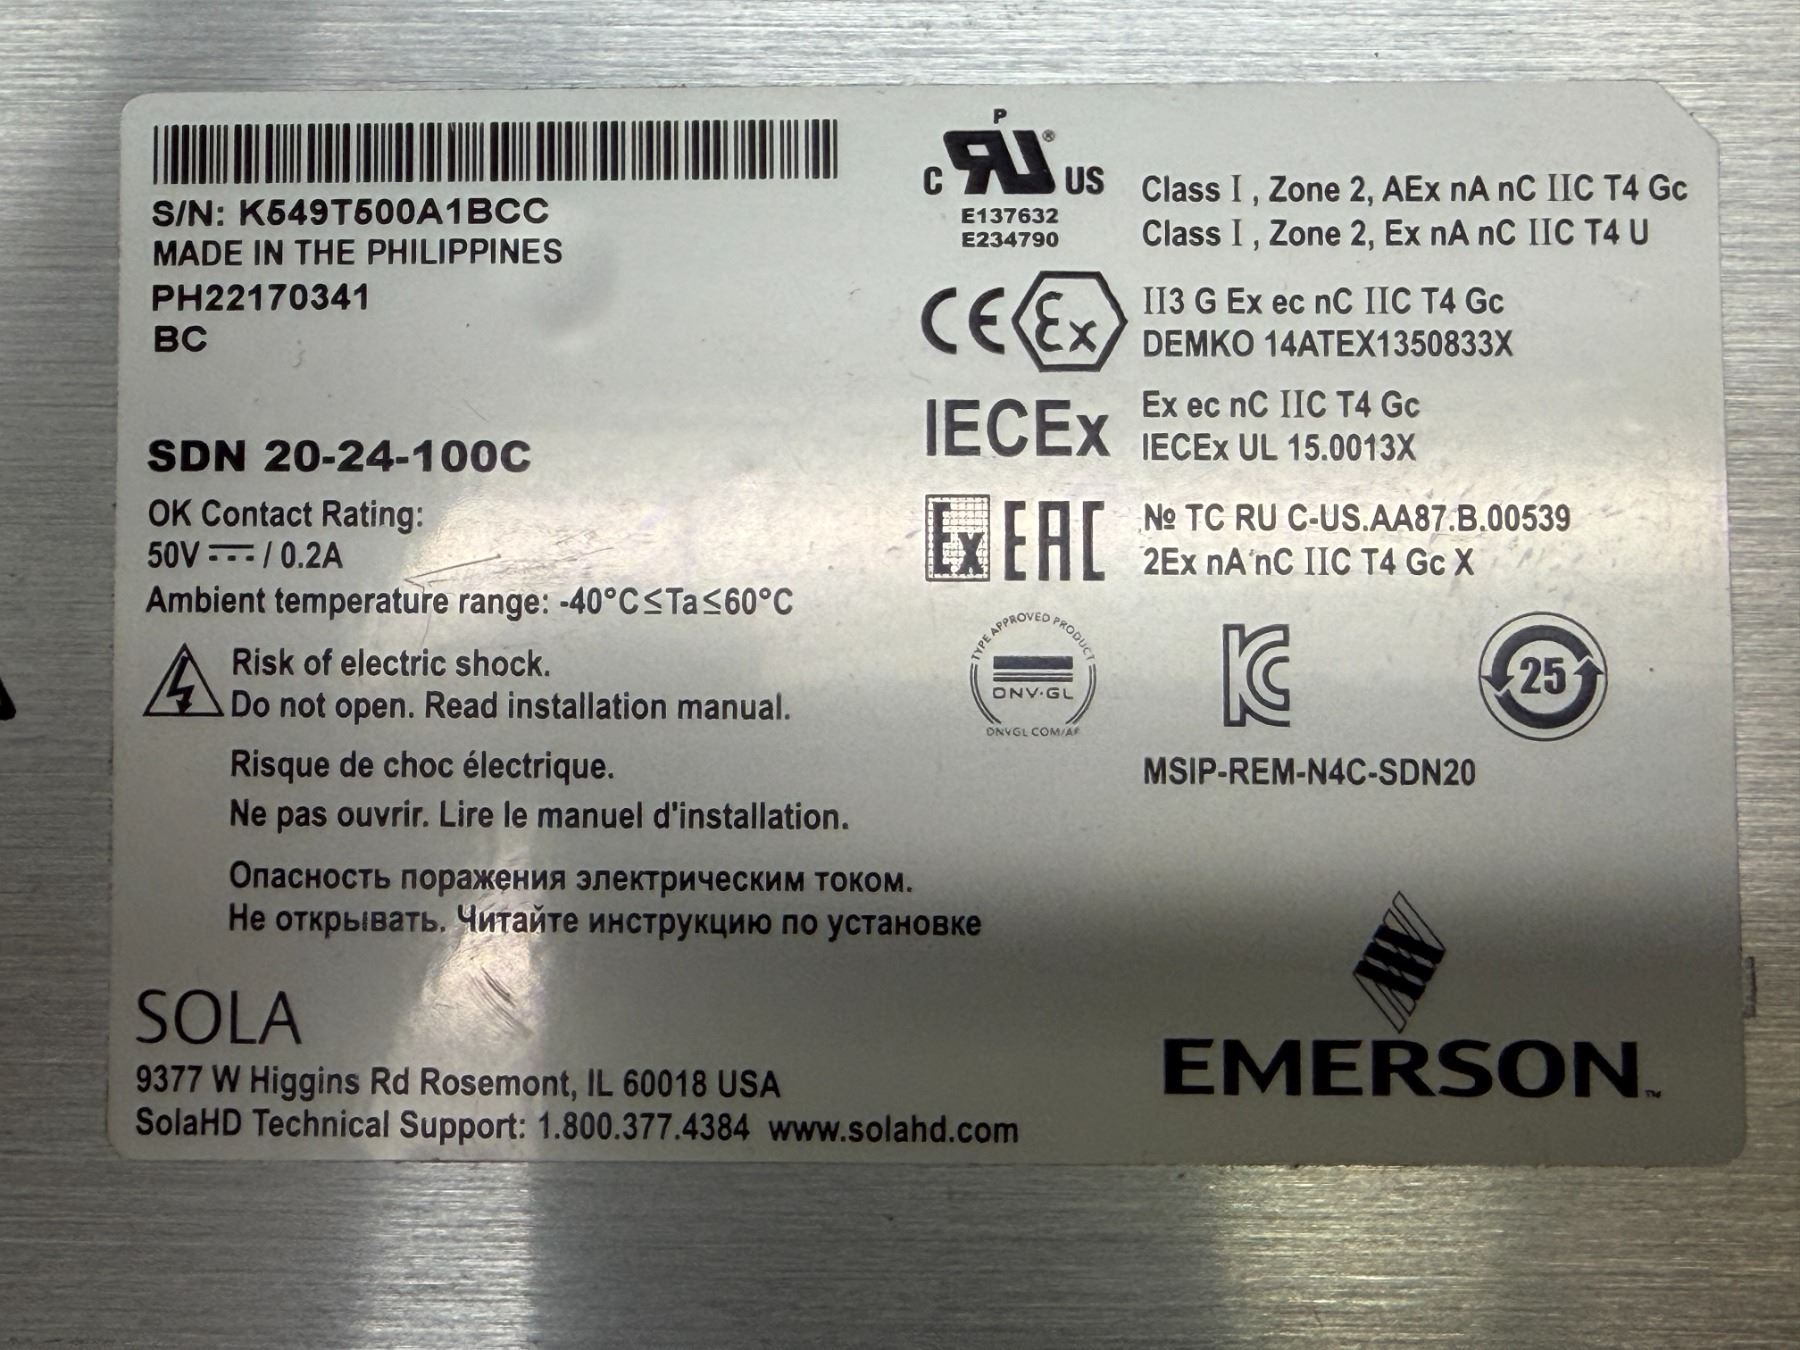 S/N: K549T500A1BCC
MADE IN THE PHILIPPINES
PH22170341
BC
SDN 20-24-100C
OK Contact Rating:
50V ⎓ / 0.2A
Ambient temperature range: -40°C≤Ta≤60°C
Risk of electric shock.
Do not open. Read installation manual.
Risque de choc électrique.
Ne pas ouvrir. Lire le manuel d'installation.
Опасность поражения электрическим током.
Не открывать. Читайте инструкцию по установке
SOLA
9377 W Higgins Rd Rosemont, IL 60018 USA
SolaHD Technical Support: 1.800.377.4384 www.solahd.com
P
C RU® US
E137632
E234790
Class I , Zone 2, AEx nA nC IIC T4 Gc
Class I , Zone 2, Ex nA nC IIC T4 U
CE Ex
II3 G Ex ec nC IIC T4 Gc
DEMKO 14ATEX1350833X
IECEx
Ex ec nC IIC T4 Gc
IECEx UL 15.0013X
Ex EAC
№ TC RU C-US.AA87.B.00539
2Ex nA nC IIC T4 Gc X
TYPE APPROVED PRODUCT
DNV·GL
DNVGL.COM/AF
KC
25
MSIP-REM-N4C-SDN20
EMERSON™